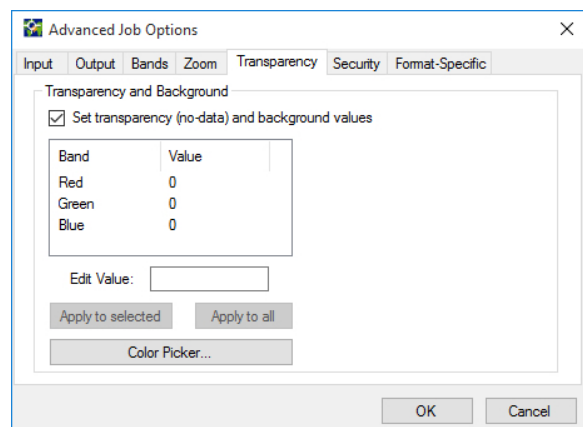 Advanced Job Options
Input Output Bands Zoom Transparency Security Format-Specific
Transparency and Background
Set transparency (no-data) and background values
Band Value
Red 0
Green 0
Blue 0
Edit Value:
Apply to selected Apply to all
Color Picker...
OK Cancel